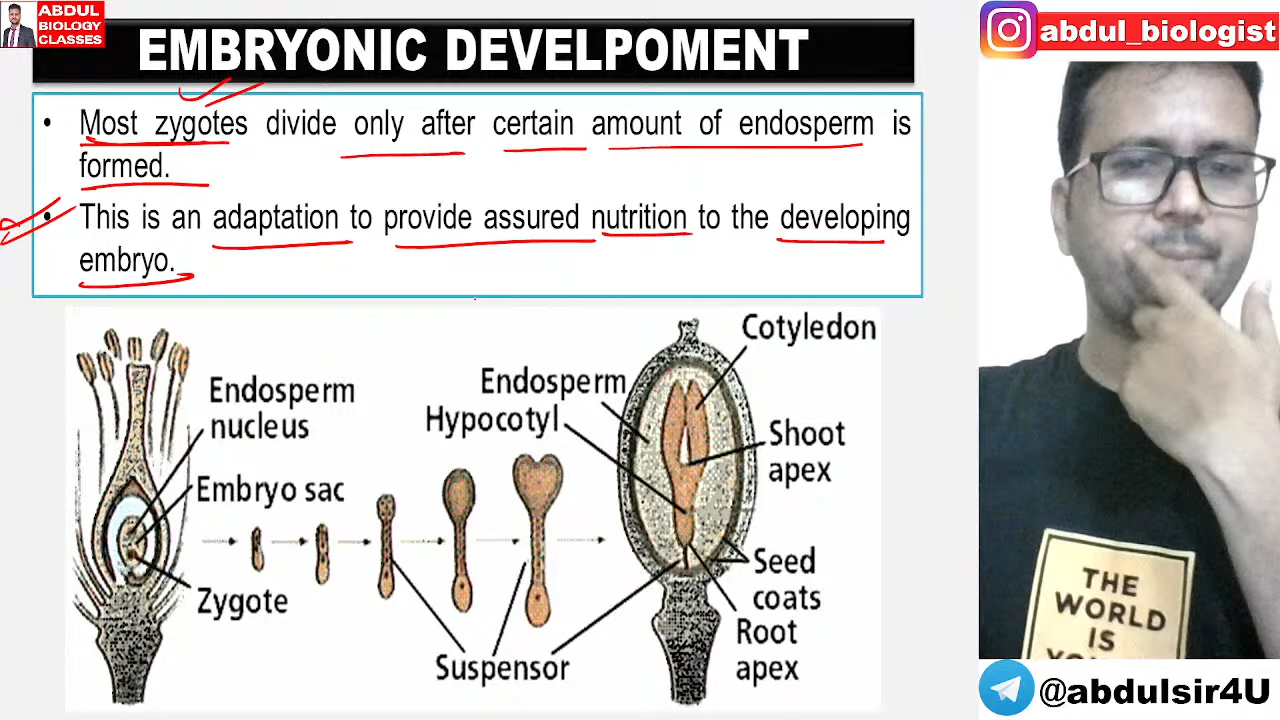 ABDUL
BIOLOGY
CLASSES
EMBRYONIC DEVELPOMENT
abdul_biologist
• Most zygotes divide only after certain amount of endosperm is
formed.
• This is an adaptation to provide assured nutrition to the developing
embryo.
Cotyledon
Endosperm
Endosperm
nucleus
Hypocotyl
Shoot
apex
Embryo sac
Seed
coats
Zygote
Root
apex
Suspensor
THE
WORLD
IS
@abdulsir4U